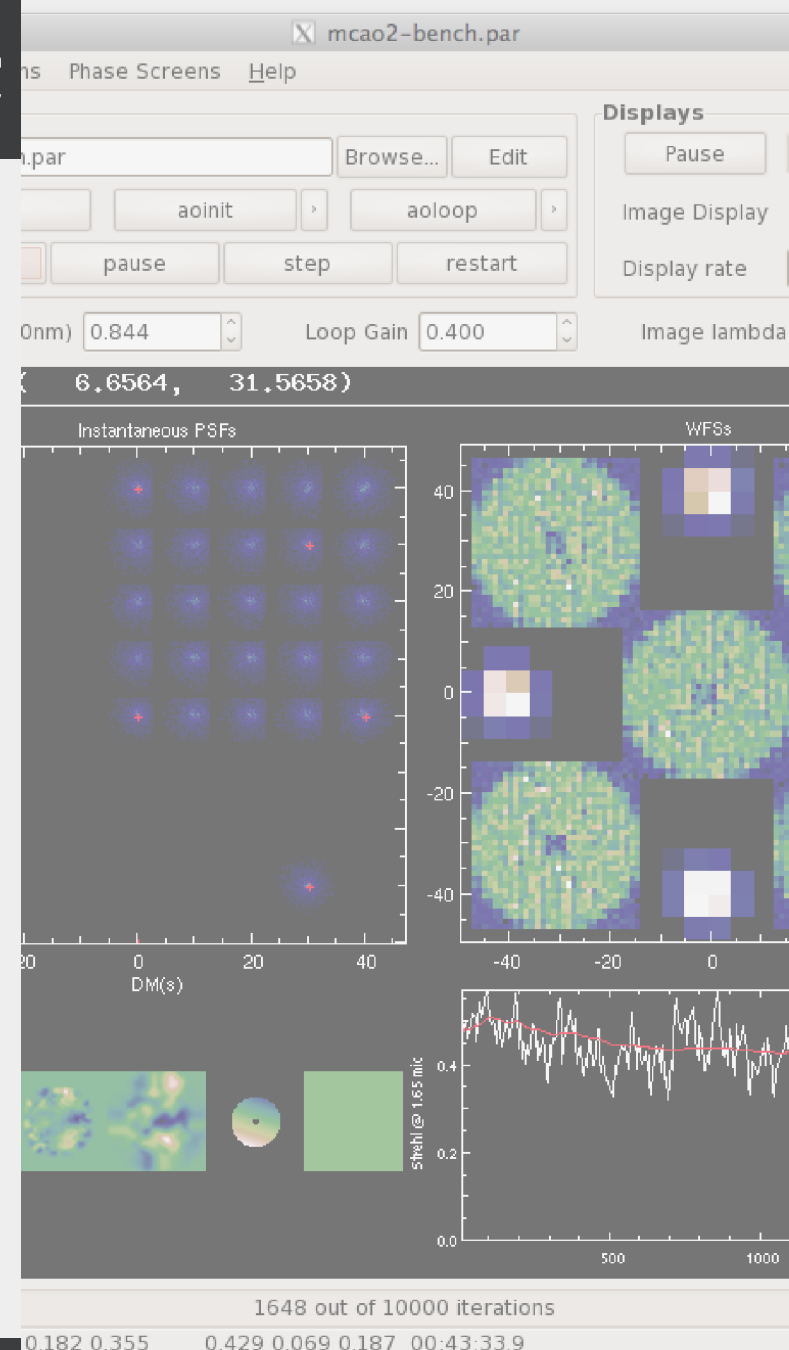 mcao2-bench.par
ns Phase Screens Help
Displays
h.par Browse... Edit Pause
aoinit aoloop
Image Display
pause step restart
Display rate
0nm) 0.844 Loop Gain 0.400 Image lambda
( 6.6564, 31.5658)
Instantaneous PSFs WFSs
40
20
0
-20
-40
20 0 20 40 -40 -20 0
DM(s)
Strehl @ 1.65 mic
0.4
0.2
0.0
500 1000
1648 out of 10000 iterations
0.182 0.355 0.429 0.069 0.187 00:43:33.9